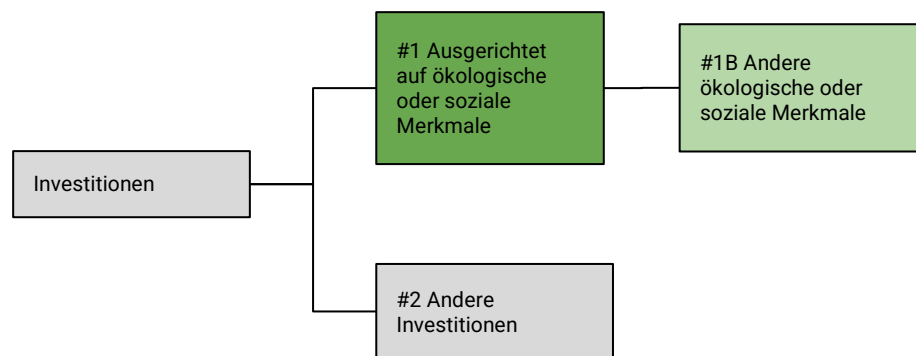 #1 Ausgerichtet
auf ökologische
oder soziale
Merkmale
#1B Andere
ökologische oder
soziale Merkmale
Investitionen
#2 Andere
Investitionen